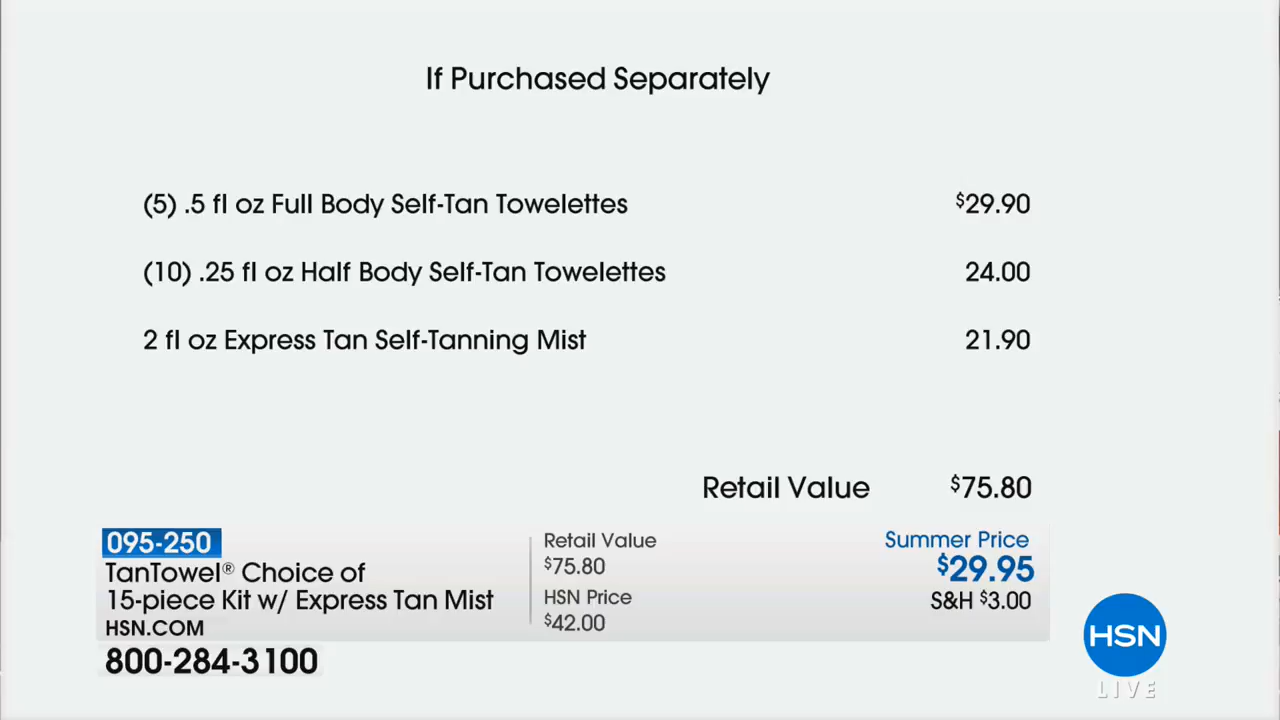 If Purchased Separately
(5) .5 fl oz Full Body Self-Tan Towelettes $29.90
(10) .25 fl oz Half Body Self-Tan Towelettes 24.00
2 fl oz Express Tan Self-Tanning Mist 21.90
Retail Value $75.80
095-250
TanTowel® Choice of
15-piece Kit w/ Express Tan Mist
HSN.COM
800-284-3100
Retail Value
$75.80
HSN Price
$42.00
Summer Price
$29.95
S&H $3.00
HSN
LIVE